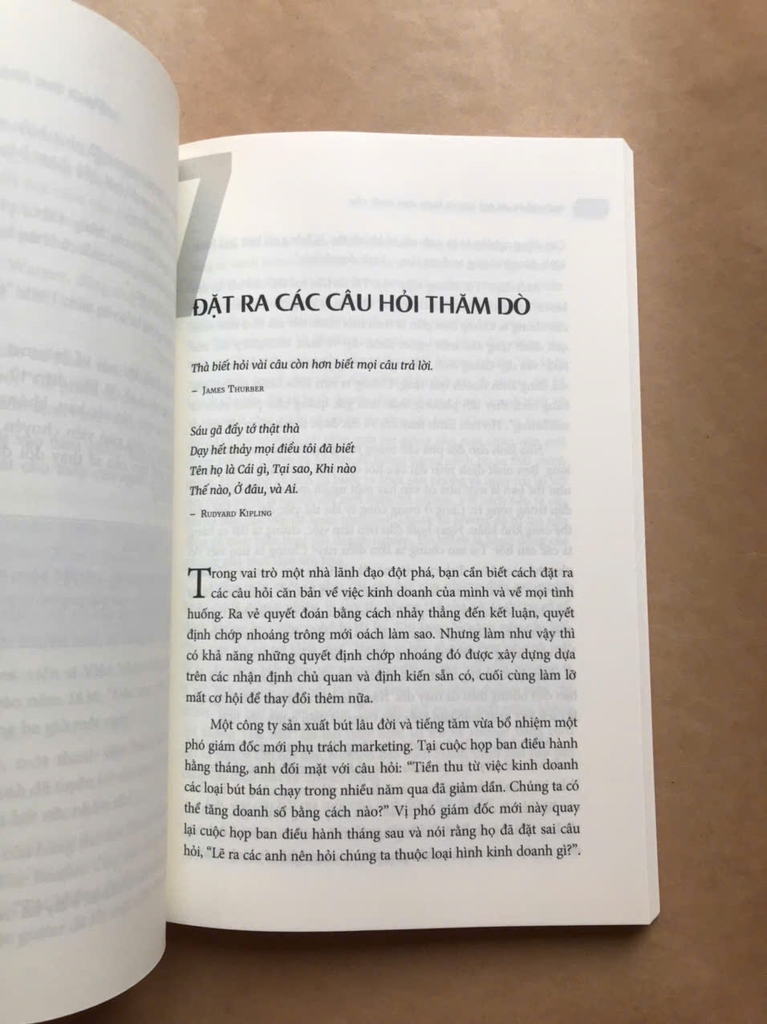 7
ĐẶT RA CÁC CÂU HỎI THĂM DÒ
Thà biết hỏi vài câu còn hơn biết mọi câu trả lời.
– JAMES THURBER
Sáu gã đầy tớ thật thà
Dạy hết thảy mọi điều tôi đã biết
Tên họ là Cái gì, Tại sao, Khi nào
Thế nào, Ở đâu, và Ai.
– RUDYARD KIPLING
Trong vai trò một nhà lãnh đạo đột phá, bạn cần biết cách đặt ra
các câu hỏi căn bản về việc kinh doanh của mình và về mọi tình
huống. Ra vẻ quyết đoán bằng cách nhảy thẳng đến kết luận, quyết
định chớp nhoáng trông mới oách làm sao. Nhưng làm như vậy thì
có khả năng những quyết định chớp nhoáng đó được xây dựng dựa
trên các nhận định chủ quan và định kiến sẵn có, cuối cùng làm lỡ
mất cơ hội để thay đổi thêm nữa.
Một công ty sản xuất bút lâu đời và tiếng tăm vừa bổ nhiệm một
phó giám đốc mới phụ trách marketing. Tại cuộc họp ban điều hành
hằng tháng, anh đối mặt với câu hỏi: “Tiền thu từ việc kinh doanh
các loại bút bán chạy trong nhiều năm qua đã giảm dần. Chúng ta có
thể tăng doanh số bằng cách nào?” Vị phó giám đốc mới này quay
lại cuộc họp ban điều hành tháng sau và nói rằng họ đã đặt sai câu
hỏi, “Lẽ ra các anh nên hỏi chúng ta thuộc loại hình kinh doanh gì?”.